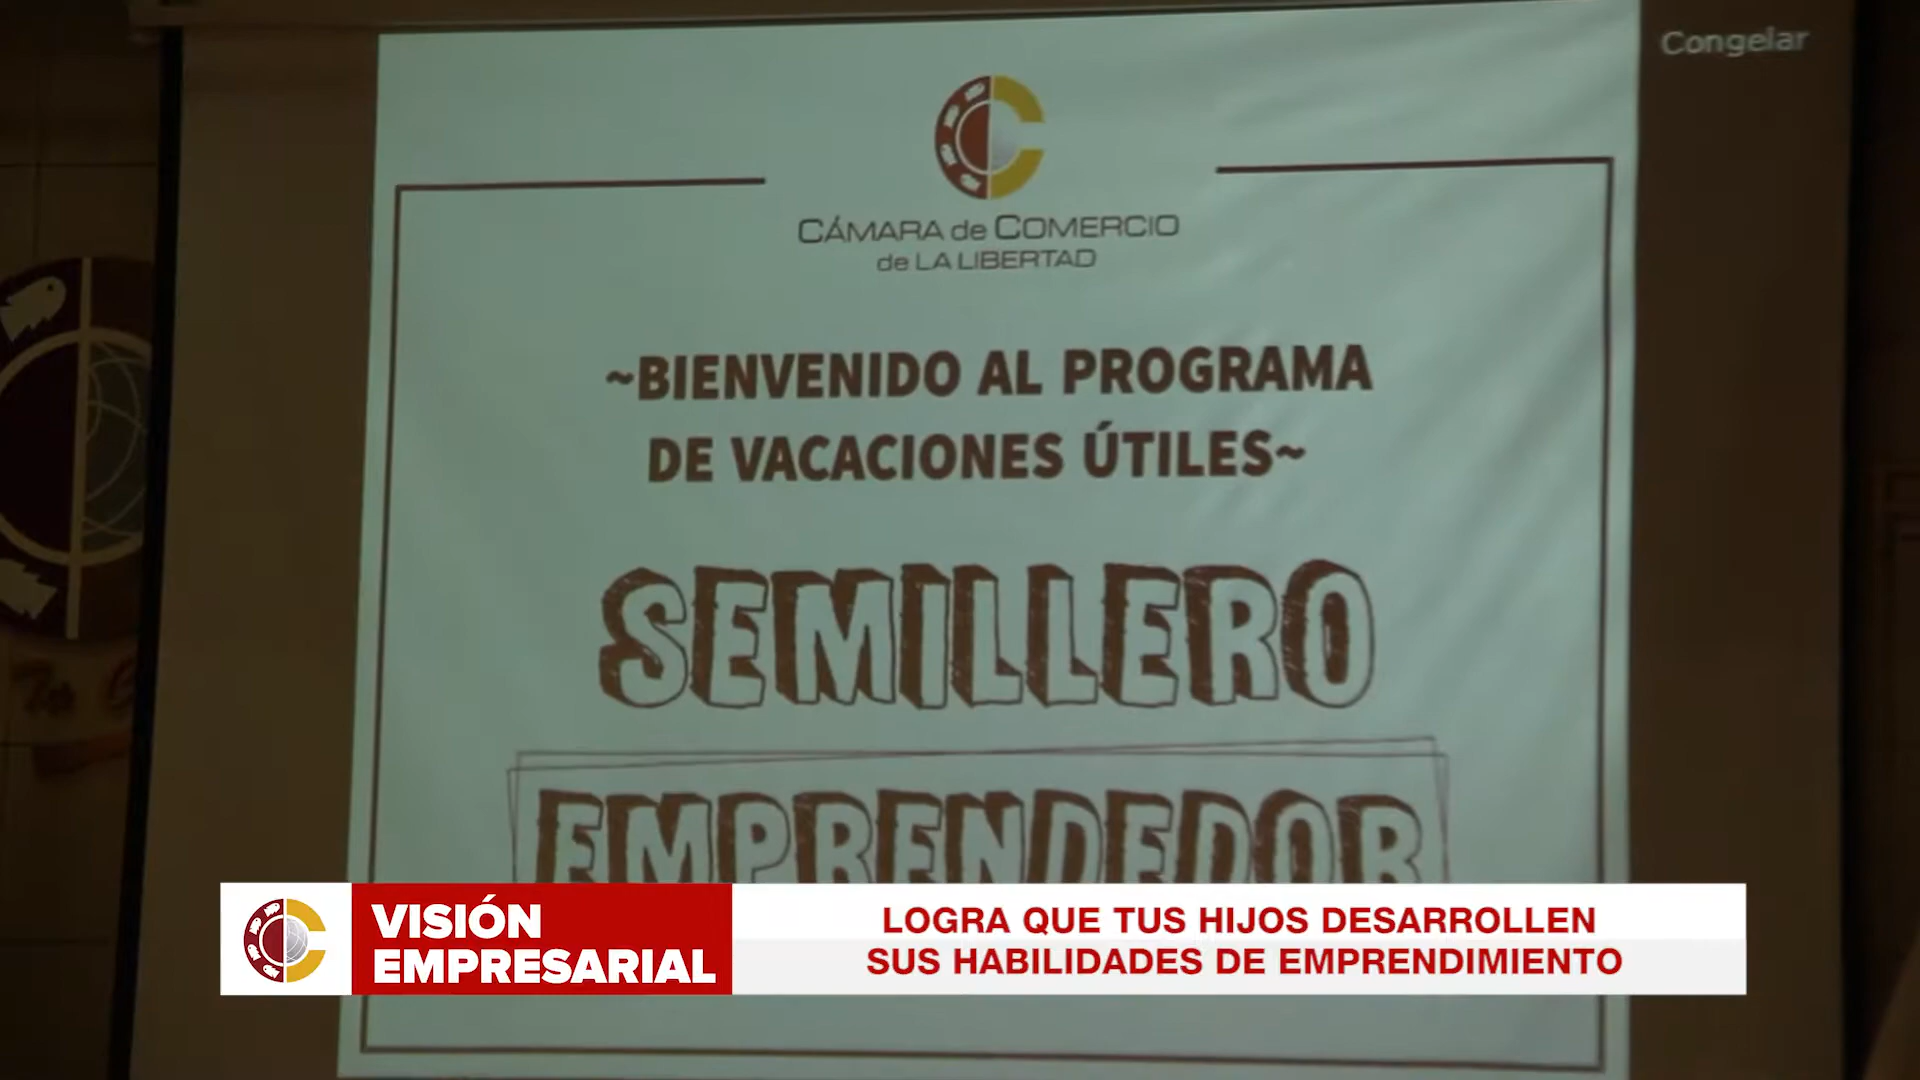 Congelar
CÁMARA de COMERCIO
de LA LIBERTAD
~BIENVENIDO AL PROGRAMA
DE VACACIONES ÚTILES~
SEMILLERO
EMPRENDEDOR
VISIÓN
EMPRESARIAL
LOGRA QUE TUS HIJOS DESARROLLEN
SUS HABILIDADES DE EMPRENDIMIENTO